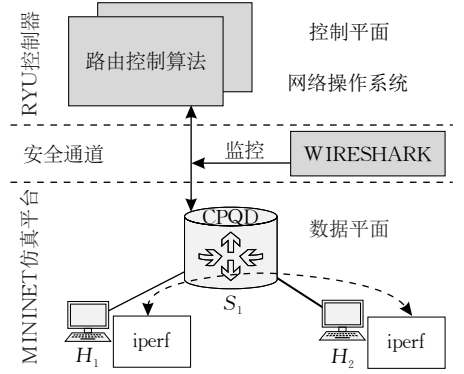 RYU控制器
路由控制算法
控制平面
网络操作系统
安全通道
监控
WIRESHARK
MININET仿真平台
CPQD
数据平面
S1
H1
iperf
H2
iperf